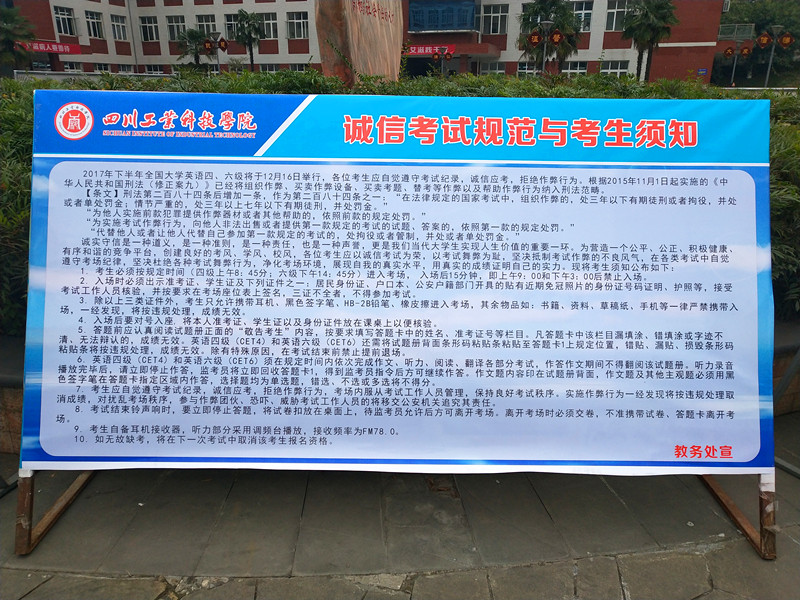 四川工业科技學院
SICHUAN INSTITUTE OF INDUSTRIAL TECHNOLOGY
诚信考试规范与考生须知
2017年下半年全国大学英语四、六级将于12月16日举行，各位考生应自觉遵守考试纪录，诚信应考，拒绝作弊行为。根据2015年11月1日起实施的《中
华人民共和国刑法（修正案九）》已经将组织作弊、买卖作弊设备、买卖考题、替考等作弊以及帮助作弊行为纳入刑法范畴。
【条文】刑法第二百八十四条后增加一条，作为第二百八十四条之一：“在法律规定的国家考试中，组织作弊的，处三年以下有期徒刑或者拘役，并处
或者单处罚金；情节严重的，处三年以上七年以下有期徒刑，并处罚金。
“为他人实施前款犯罪提供作弊器材或者其他帮助的，依照前款的规定处罚。”
“为实施考试作弊行为，向他人非法出售或者提供第一款规定的考试的试题、答案的，依照第一款的规定处罚。”
“代替他人或者让他人代替自己参加第一款规定的考试的，处拘役或者管制，并处或者单处罚金。”
诚实守信是一种道义，是一种准则，是一种责任，也是一种声誉，更是我们当代大学生实现人生价值的重要一环。为营造一个公平、公正、积极健康、
有序和谐的竞争平台，创建良好的考风、学风、校风，各位考生应以诚信考试为荣，以考试舞弊为耻，坚决抵制考试作弊的不良风气，在各类考试中自觉
遵守考场纪律，坚决杜绝各种考试舞弊行为，净化考场环境，展现自我的真实水平，用真实的成绩证明自己的实力。现将考生须知公布如下：
1. 考生必须按规定时间（四级上午8：45分；六级下午14：45分）进入考场，入场后15分钟，即上午9：00和下午3：00后禁止入场；
2. 入场时必须出示准考证、学生证及下列证件之一：居民身份证、户口本、公安户籍部门开具的贴有近期免冠照片的身份证号码证明、护照等，接受
考试工作人员核验，并按要求在考场座位表上签名，三证不全者，不得参加考试。
3. 除以上三类证件外，考生只允许携带耳机、黑色签字笔、HB-2B铅笔、橡皮擦进入考场，其余物品如：书籍、资料、草稿纸、手机等一律严禁携带入
场，一经发现，将按违规处理，成绩无效。
4. 入场后要对号入座，将本人准考证、学生证以及身份证件放在课桌上以便核验。
5. 答题前应认真阅读试题册正面的“敬告考生”内容，按要求填写答题卡中的姓名、准考证号等栏目。凡答题卡中该栏目漏填涂、错填涂或字迹不
清、无法辩认的，成绩无效。英语四级（CET4）和英语六级（CET6）还需将试题册背面条形码粘贴条粘贴至答题卡1上规定位置，错贴、漏贴、损毁条形码
粘贴条将按违规处理，成绩无效。除有特殊原因，在考试结束前禁止提前退场。
6. 英语四级（CET4）和英语六级（CET6）须在规定时间内依次完成作文、听力、阅读、翻译各部分考试，作答作文期间不得翻阅该试题册。听力录音
播放完毕后，请立即停止作答，监考员将立即回收答题卡1，得到监考员指令后方可继续作答。作文题内容印在试题册背面，作文题及其他主观题必须用黑
色签字笔在答题卡指定区域内作答，选择题均为单选题，错选、不选或多选将不得分。
7. 考生应自觉遵守考试纪录，诚信应考，拒绝作弊行为，考场内服从考试工作人员管理，保持良好考试秩序。实施作弊行为一经发现将按违规处理取
消成绩，对扰乱考场秩序，参与作弊团伙、恐吓、威胁考试工作人员的将移交公安机关追究其责任。
8. 考试结束铃声响时，要立即停止答题，将试卷扣放在桌面上，待监考员允许后方可离开考场。离开考场时必须交卷，不准携带试卷、答题卡离开考
场。
9. 考生自备耳机接收器，听力部分采用调频台播放，接收频率为FM78.0。
10. 如无故缺考，将在下一次考试中取消该考生报名资格。
教务处宣